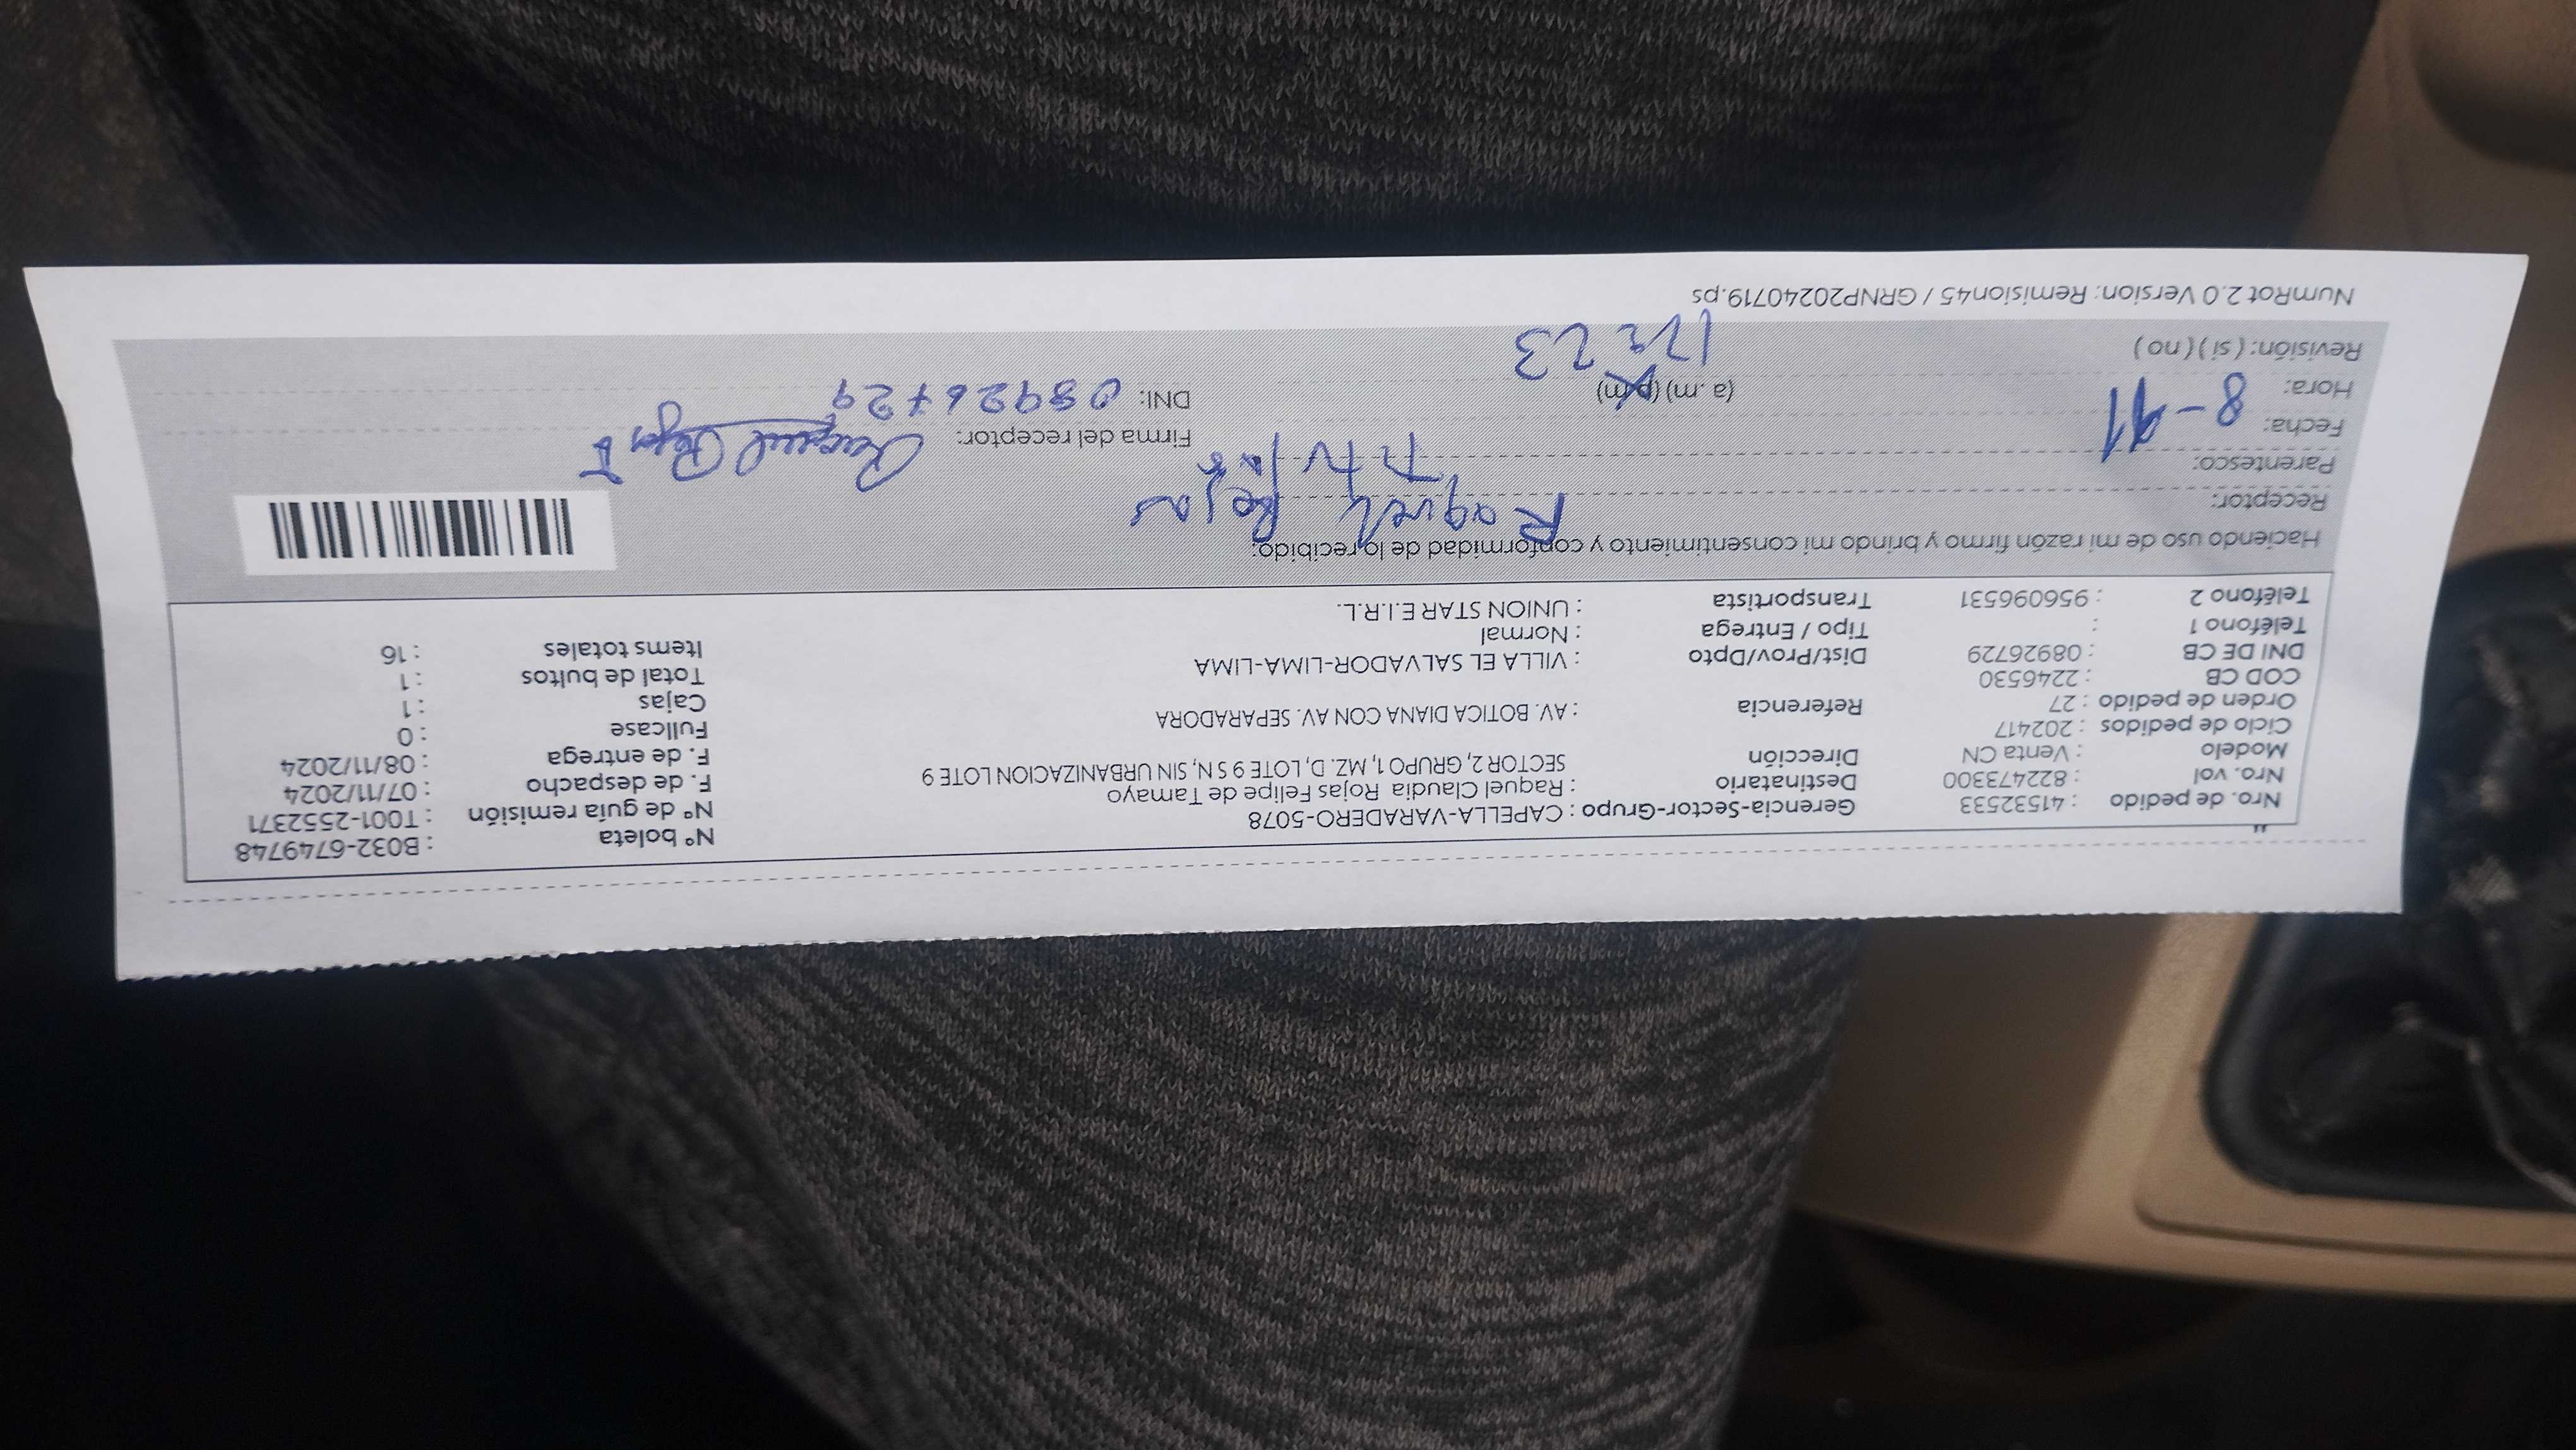 Nro. de pedido : 41532533 Gerencia-Sector-Grupo : CAPELLA-VARADERO-5078 N° boleta : B032-6749748
Nro. vol : 822473300 Destinatario : Raquel Claudia Rojas Felipe de Tamayo N° de guía remisión : T001-2552371
Modelo : Venta CN Dirección SECTOR 2, GRUPO 1, MZ. D, LOTE 9 S N, SIN URBANIZACION LOTE 9 F. de despacho : 07/11/2024
Ciclo de pedidos : 202417 F. de entrega : 08/11/2024
Orden de pedido : 27 Referencia : AV. BOTICA DIANA CON AV. SEPARADORA Fullcase : 0
COD CB : 2246530 Cajas : 1
DNI DE CB : 08926729 Dist/Prov/Dpto : VILLA EL SALVADOR-LIMA-LIMA Total de bultos : 1
Teléfono 1 : Tipo / Entrega : Normal Items totales : 16
Teléfono 2 : 956096531 Transportista : UNION STAR E.I.R.L.
Haciendo uso de mi razón firmo y brindo mi consentimiento y conformidad de lo recibido:
Receptor: Raquel Rojas
Parentesco: Titular
Fecha: 8-11 Firma del receptor:
Hora: (a.m) (p.m) DNI: 08926729
Revisión: (si) (no) 12 23
NumRot 2.0 Version: Remision45 / GRNP20240719.ps